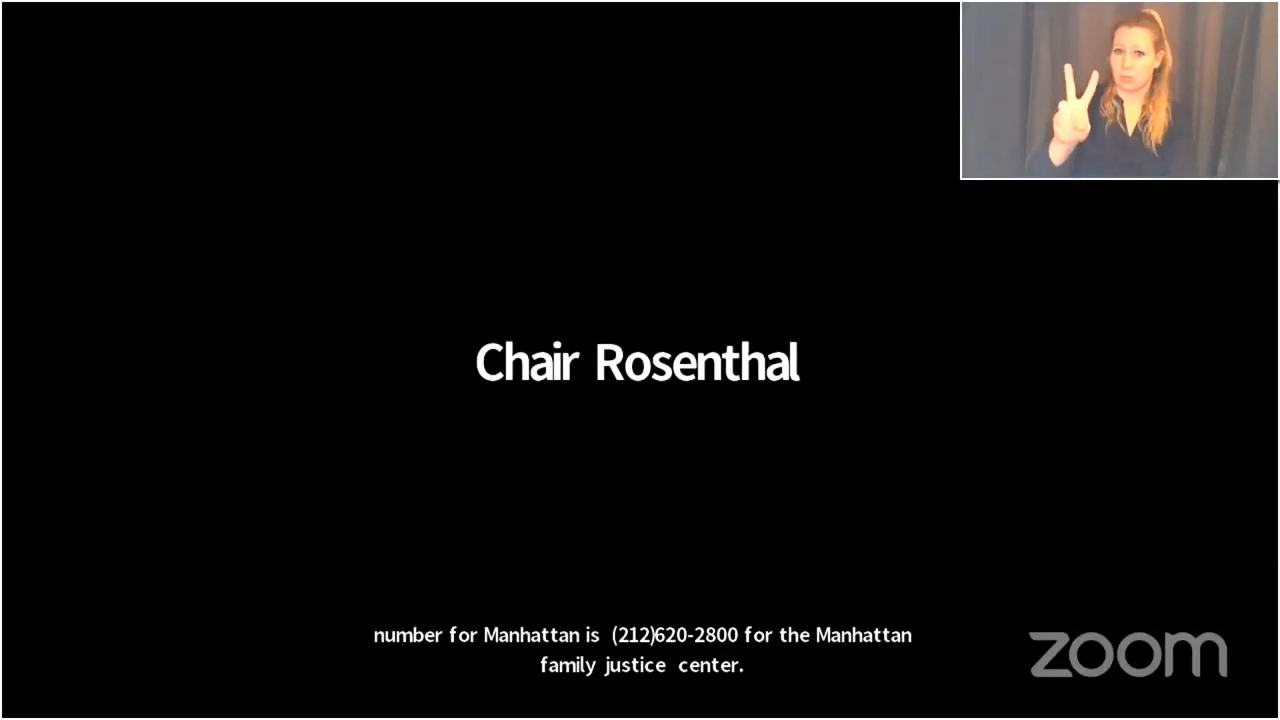 Chair Rosenthal
number for Manhattan is (212)620-2800 for the Manhattan
family justice center.
zoom